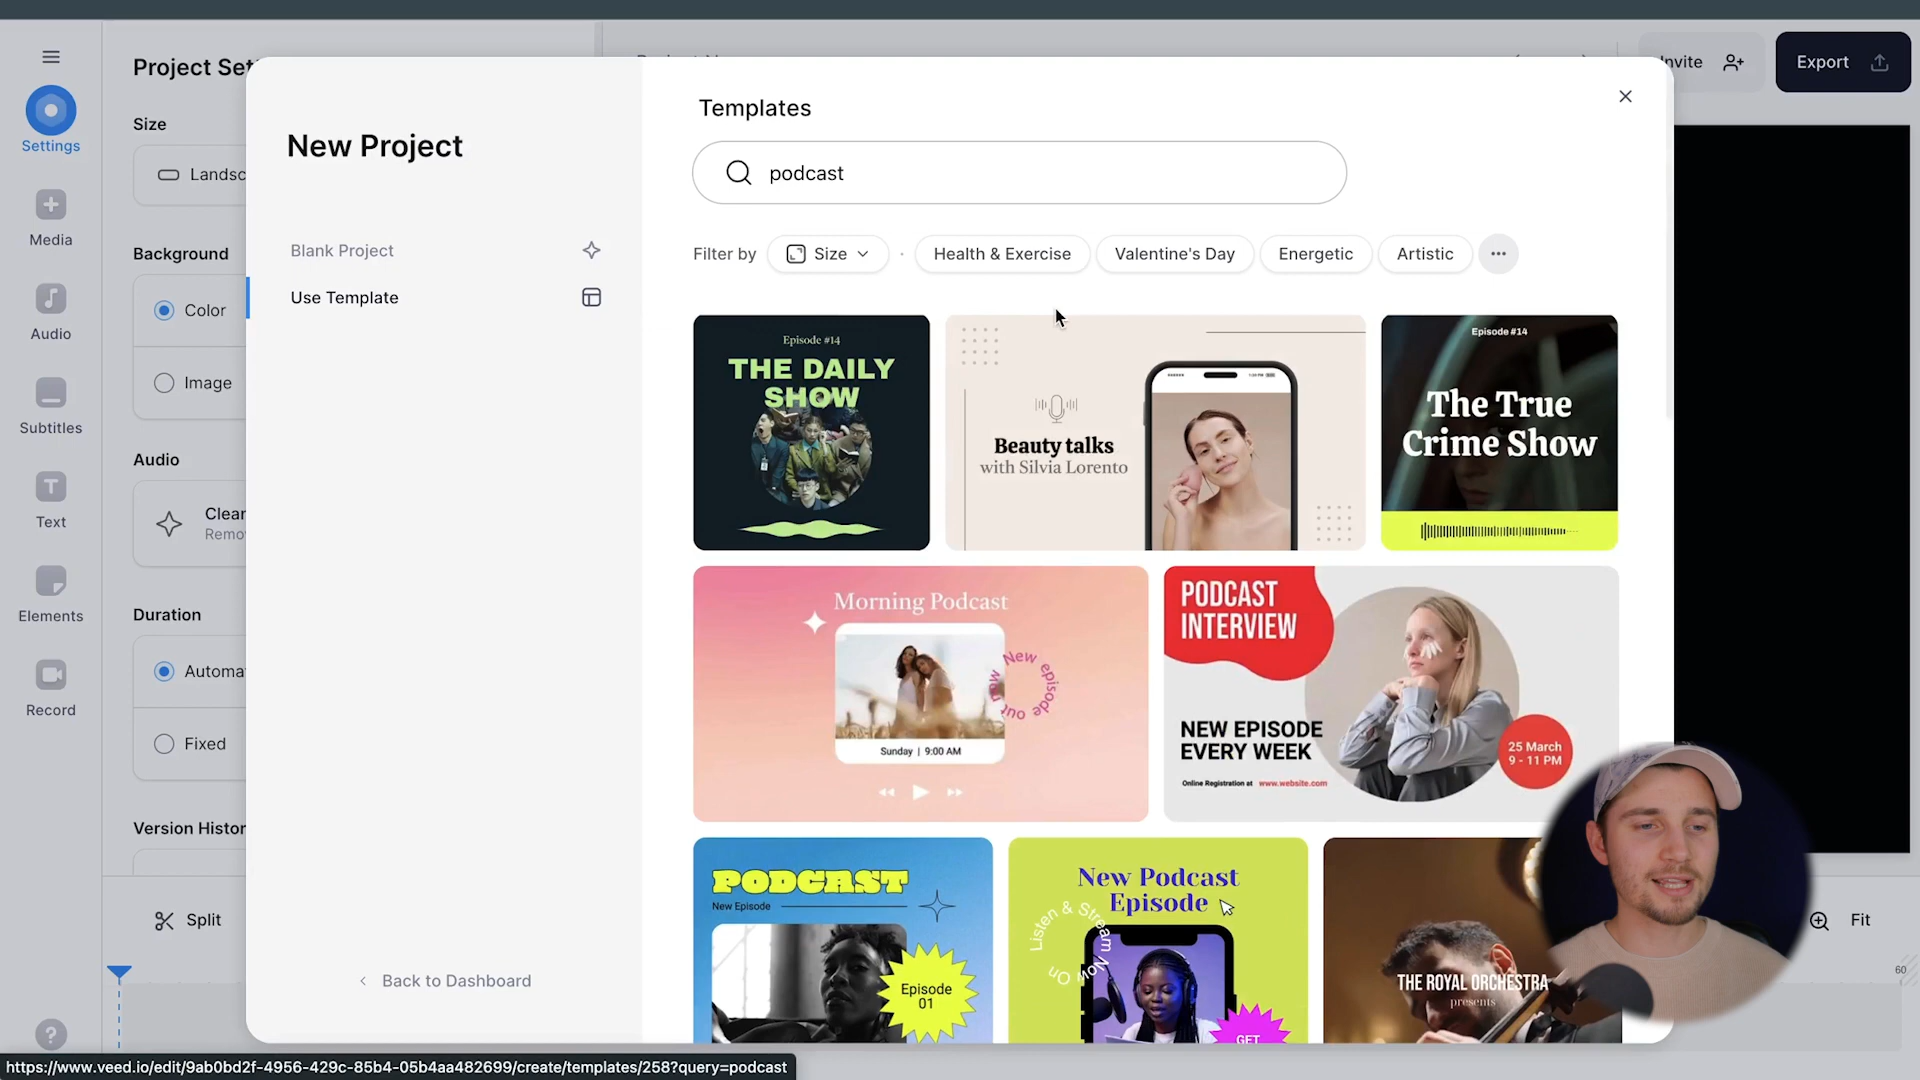 Project Set
Invite
Export
Settings
Size
Landsc
Media
Background
Color
Audio
Image
Subtitles
Audio
Clear
Remov
Text
Elements
Duration
Automa
Record
Fixed
Version Histor
Split
Fit
60
?
New Project
Blank Project
Use Template
< Back to Dashboard
Templates
podcast
Filter by
Size
Health & Exercise
Valentine's Day
Energetic
Artistic
Episode #14
THE DAILY
SHOW
Beauty talks
with Silvia Lorento
Episode #14
The True
Crime Show
Morning Podcast
New episode out now
Sunday | 9:00 AM
PODCAST
INTERVIEW
NEW EPISODE
EVERY WEEK
Online Registration at www.website.com
25 March
9 - 11 PM
PODCAST
New Episode
Episode
01
New Podcast
Episode
Listen & Stream
Now On
GET
THE ROYAL ORCHESTRA
presents
https://www.veed.io/edit/9ab0bd2f-4956-429c-85b4-05b4aa482699/create/templates/258?query=podcast